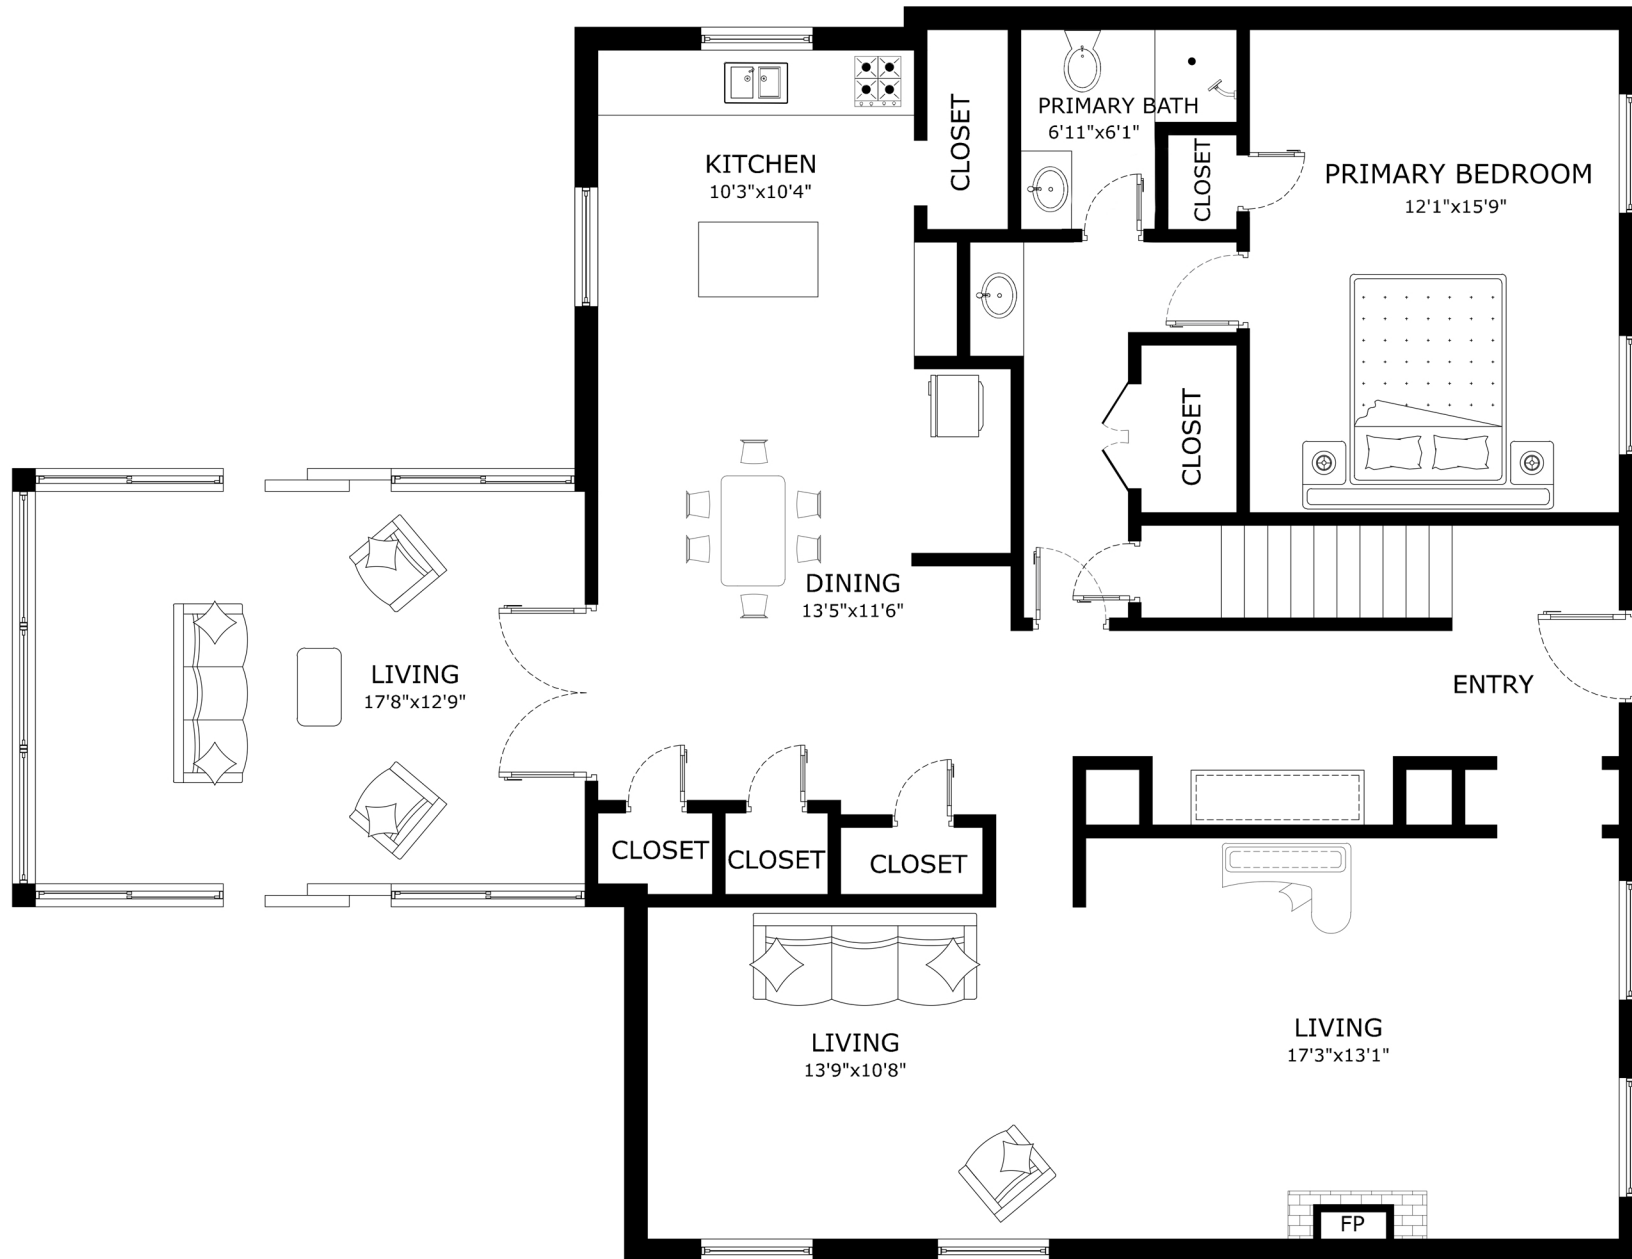 CLOSET
PRIMARY BATH
6'11"x6'1"
KITCHEN
10'3"x10'4"
CLOSET
PRIMARY BEDROOM
12'1"x15'9"
CLOSET
DINING
13'5"x11'6"
LIVING
17'8"x12'9"
ENTRY
CLOSET
CLOSET
CLOSET
LIVING
13'9"x10'8"
LIVING
17'3"x13'1"
FP